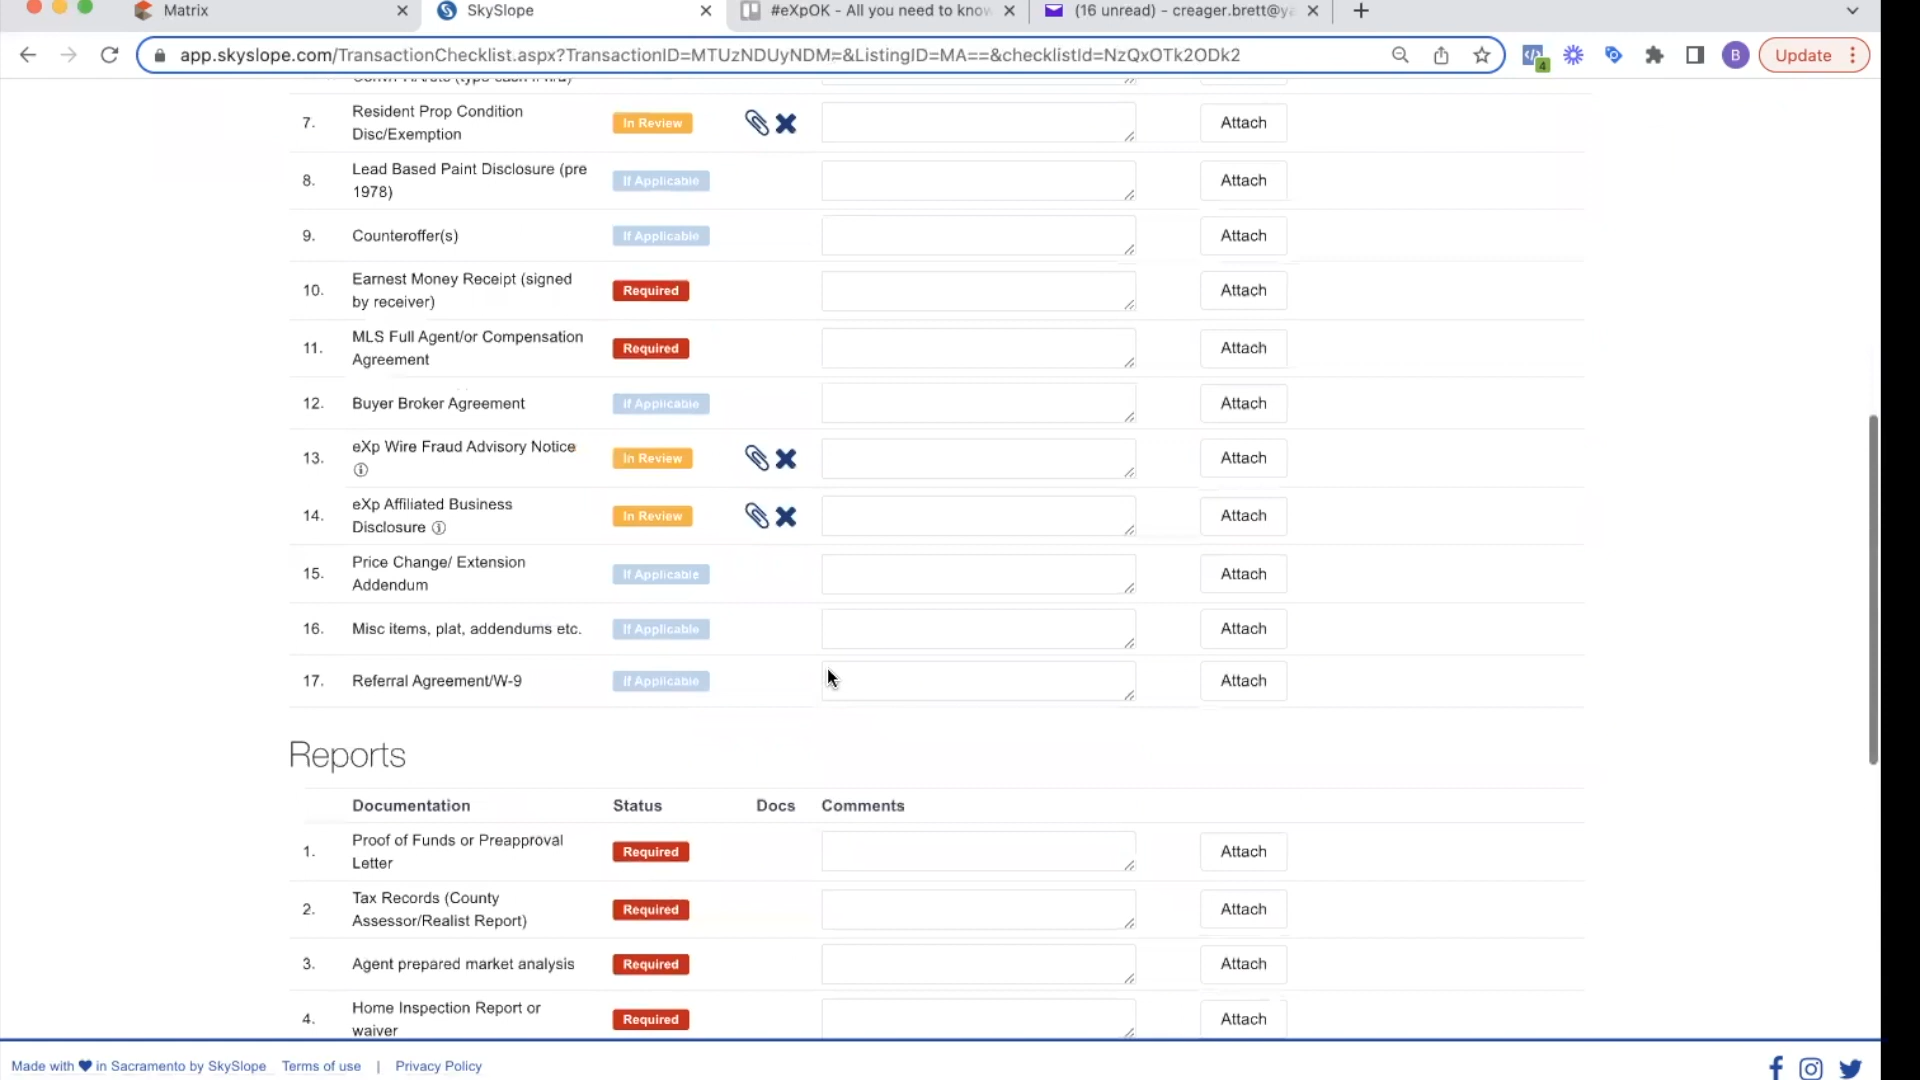 Matrix
SkySlope
#eXpOK - All you need to know
(16 unread) - creager.brett@ya
app.skyslope.com/TransactionChecklist.aspx?TransactionID=MTUzNDUyNDM=&ListingID=MA==&checklistId=NzQxOTk2ODk2
4
B
Update
7. Resident Prop Condition Disc/Exemption In Review Attach
8. Lead Based Paint Disclosure (pre 1978) If Applicable Attach
9. Counteroffer(s) If Applicable Attach
10. Earnest Money Receipt (signed by receiver) Required Attach
11. MLS Full Agent/or Compensation Agreement Required Attach
12. Buyer Broker Agreement If Applicable Attach
13. eXp Wire Fraud Advisory Notice In Review Attach
14. eXp Affiliated Business Disclosure In Review Attach
15. Price Change/ Extension Addendum If Applicable Attach
16. Misc items, plat, addendums etc. If Applicable Attach
17. Referral Agreement/W-9 If Applicable Attach
Reports
Documentation Status Docs Comments
1. Proof of Funds or Preapproval Letter Required Attach
2. Tax Records (County Assessor/Realist Report) Required Attach
3. Agent prepared market analysis Required Attach
4. Home Inspection Report or waiver Required Attach
Made with in Sacramento by SkySlope Terms of use | Privacy Policy